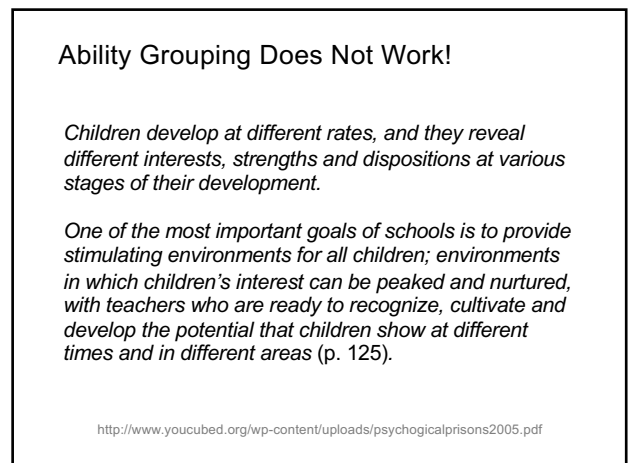 Ability Grouping Does Not Work!
Children develop at different rates, and they reveal
different interests, strengths and dispositions at various
stages of their development.
One of the most important goals of schools is to provide
stimulating environments for all children; environments
in which children's interest can be peaked and nurtured,
with teachers who are ready to recognize, cultivate and
develop the potential that children show at different
times and in different areas (p. 125).
http://www.youcubed.org/wp-content/uploads/psychogicalprisons2005.pdf